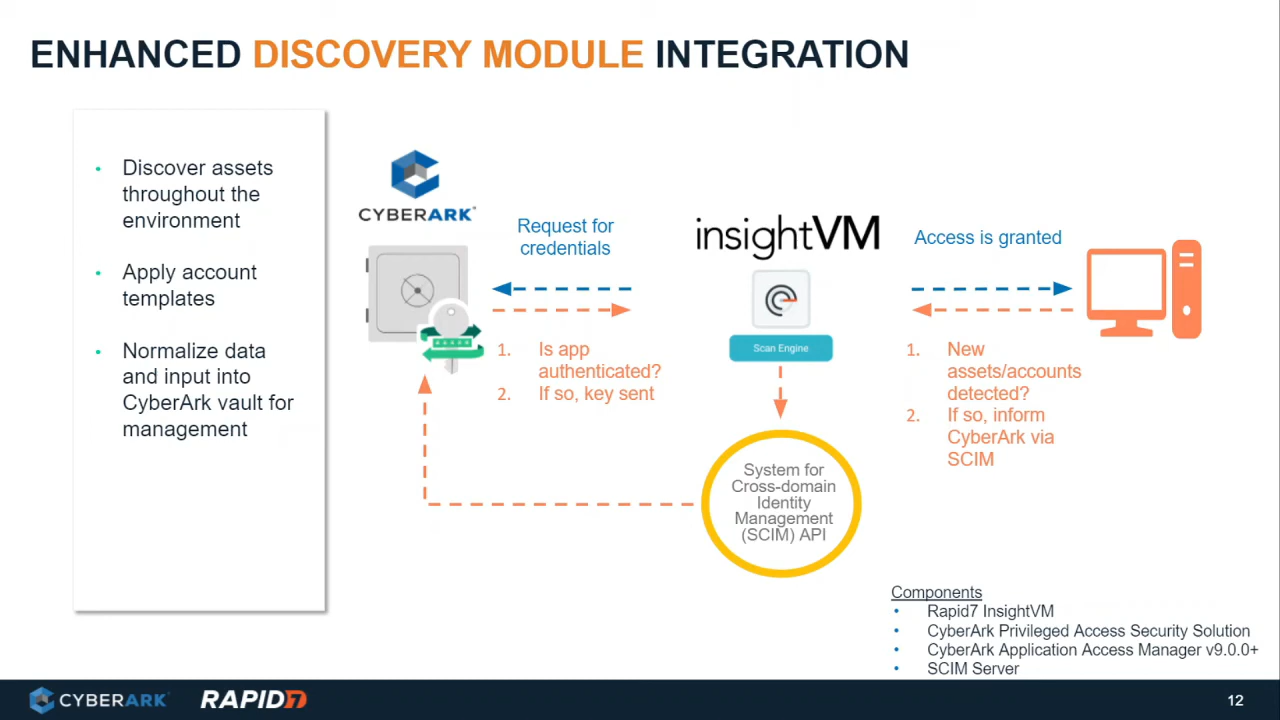 ENHANCED DISCOVERY MODULE INTEGRATION
• Discover assets
throughout the
environment
• Apply account
templates
• Normalize data
and input into
CyberArk vault for
management
CYBERARK®
Request for
credentials
1. Is app
authenticated?
2. If so, key sent
insightVM
Scan Engine
System for
Cross-domain
Identity
Management
(SCIM) API
Access is granted
1. New
assets/accounts
detected?
2. If so, inform
CyberArk via
SCIM
Components
• Rapid7 InsightVM
• CyberArk Privileged Access Security Solution
• CyberArk Application Access Manager v9.0.0+
• SCIM Server
CYBERARK
RAPID7
12